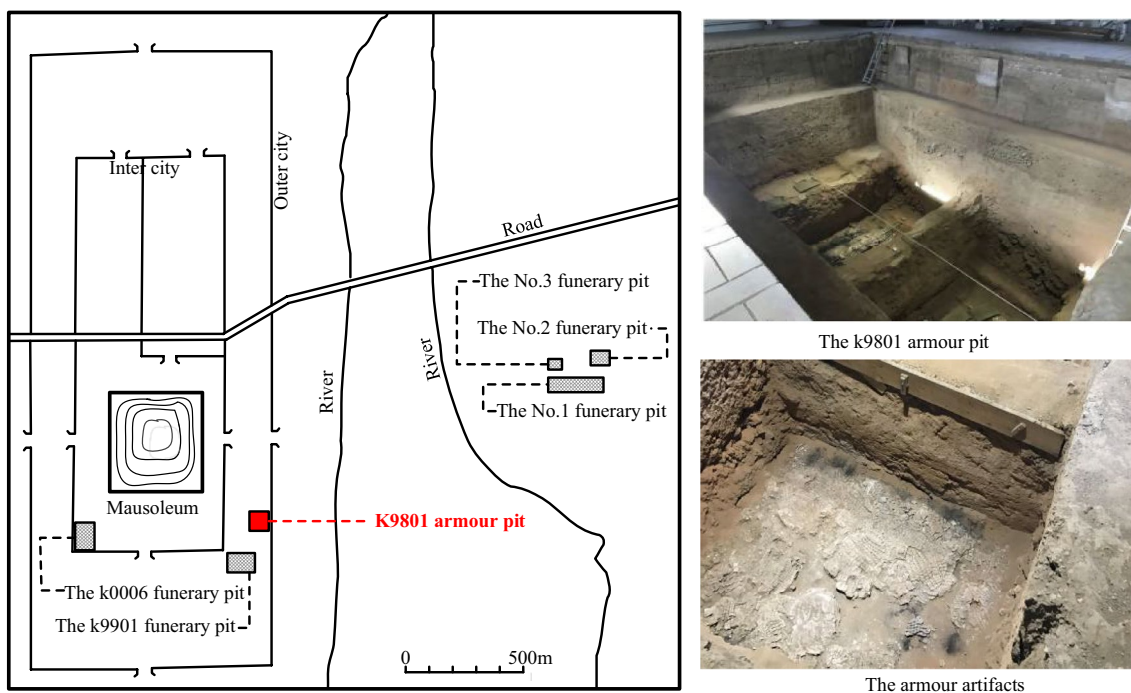 Inter city
Outer city
Road
River
River
The No.3 funerary pit
The No.2 funerary pit
The No.1 funerary pit
Mausoleum
K9801 armour pit
The k0006 funerary pit
The k9901 funerary pit
0 500m
The k9801 armour pit
The armour artifacts